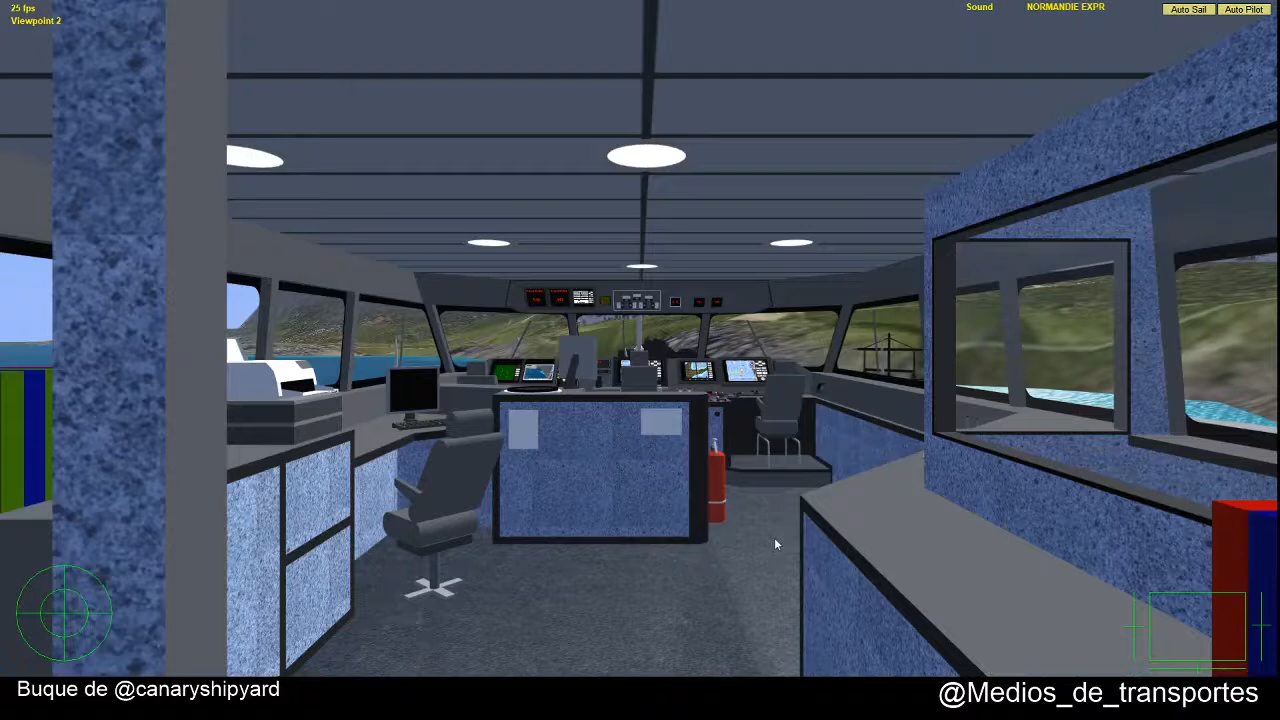 25 fps
Viewpoint 2
Sound
NORMANDIE EXPR
Auto Sail
Auto Pilot
Buque de @canaryshipyard
@Medios_de_transportes